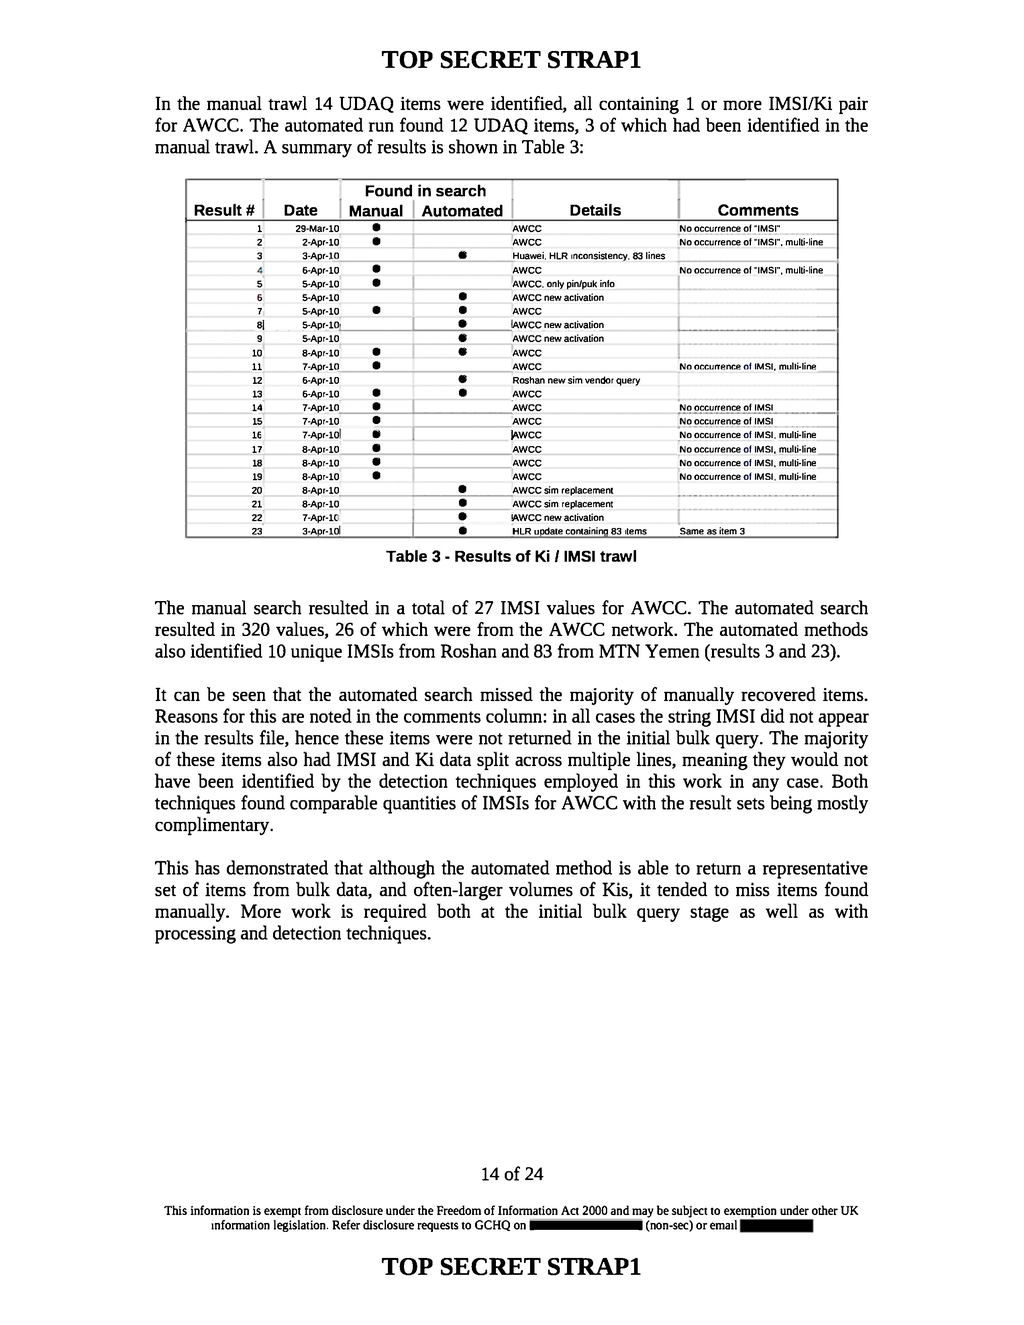 TOP SECRET STRAP1
In the manual trawl 14 UDAQ items were identified, all containing 1 or more IMSI/Ki pair
for AWCC. The automated run found 12 UDAQ items, 3 of which had been identified in the
manual trawl. A summary of results is shown in Table 3:
Found in search
Result # Date Manual Automated Details Comments
1 29-Mar-10 ● AWCC No occurrence of "IMSI"
2 2-Apr-10 ● AWCC No occurrence of "IMSI", multi-line
3 3-Apr-10 ● Huawei, HLR inconsistency, 83 lines
4 6-Apr-10 ● AWCC No occurrence of "IMSI", multi-line
5 5-Apr-10 ● AWCC, only pin/puk info
6 5-Apr-10 ● AWCC new activation
7 5-Apr-10 ● ● AWCC
8 5-Apr-10 ● AWCC new activation
9 5-Apr-10 ● AWCC new activation
10 8-Apr-10 ● ● AWCC
11 7-Apr-10 ● AWCC No occurrence of IMSI, multi-line
12 6-Apr-10 ● Roshan new sim vendor query
13 6-Apr-10 ● ● AWCC
14 7-Apr-10 ● AWCC No occurrence of IMSI
15 7-Apr-10 ● AWCC No occurrence of IMSI
16 7-Apr-10 ● AWCC No occurrence of IMSI, multi-line
17 8-Apr-10 ● AWCC No occurrence of IMSI, multi-line
18 8-Apr-10 ● AWCC No occurrence of IMSI, multi-line
19 8-Apr-10 ● AWCC No occurrence of IMSI, multi-line
20 8-Apr-10 ● AWCC sim replacement
21 8-Apr-10 ● AWCC sim replacement
22 7-Apr-10 ● AWCC new activation
23 3-Apr-10 ● HLR update containing 83 items Same as item 3
Table 3 - Results of Ki / IMSI trawl
The manual search resulted in a total of 27 IMSI values for AWCC. The automated search
resulted in 320 values, 26 of which were from the AWCC network. The automated methods
also identified 10 unique IMSIs from Roshan and 83 from MTN Yemen (results 3 and 23).
It can be seen that the automated search missed the majority of manually recovered items.
Reasons for this are noted in the comments column: in all cases the string IMSI did not appear
in the results file, hence these items were not returned in the initial bulk query. The majority
of these items also had IMSI and Ki data split across multiple lines, meaning they would not
have been identified by the detection techniques employed in this work in any case. Both
techniques found comparable quantities of IMSIs for AWCC with the result sets being mostly
complimentary.
This has demonstrated that although the automated method is able to return a representative
set of items from bulk data, and often-larger volumes of Kis, it tended to miss items found
manually. More work is required both at the initial bulk query stage as well as with
processing and detection techniques.
14 of 24
This information is exempt from disclosure under the Freedom of Information Act 2000 and may be subject to exemption under other UK
information legislation. Refer disclosure requests to GCHQ on (non-sec) or email
TOP SECRET STRAP1